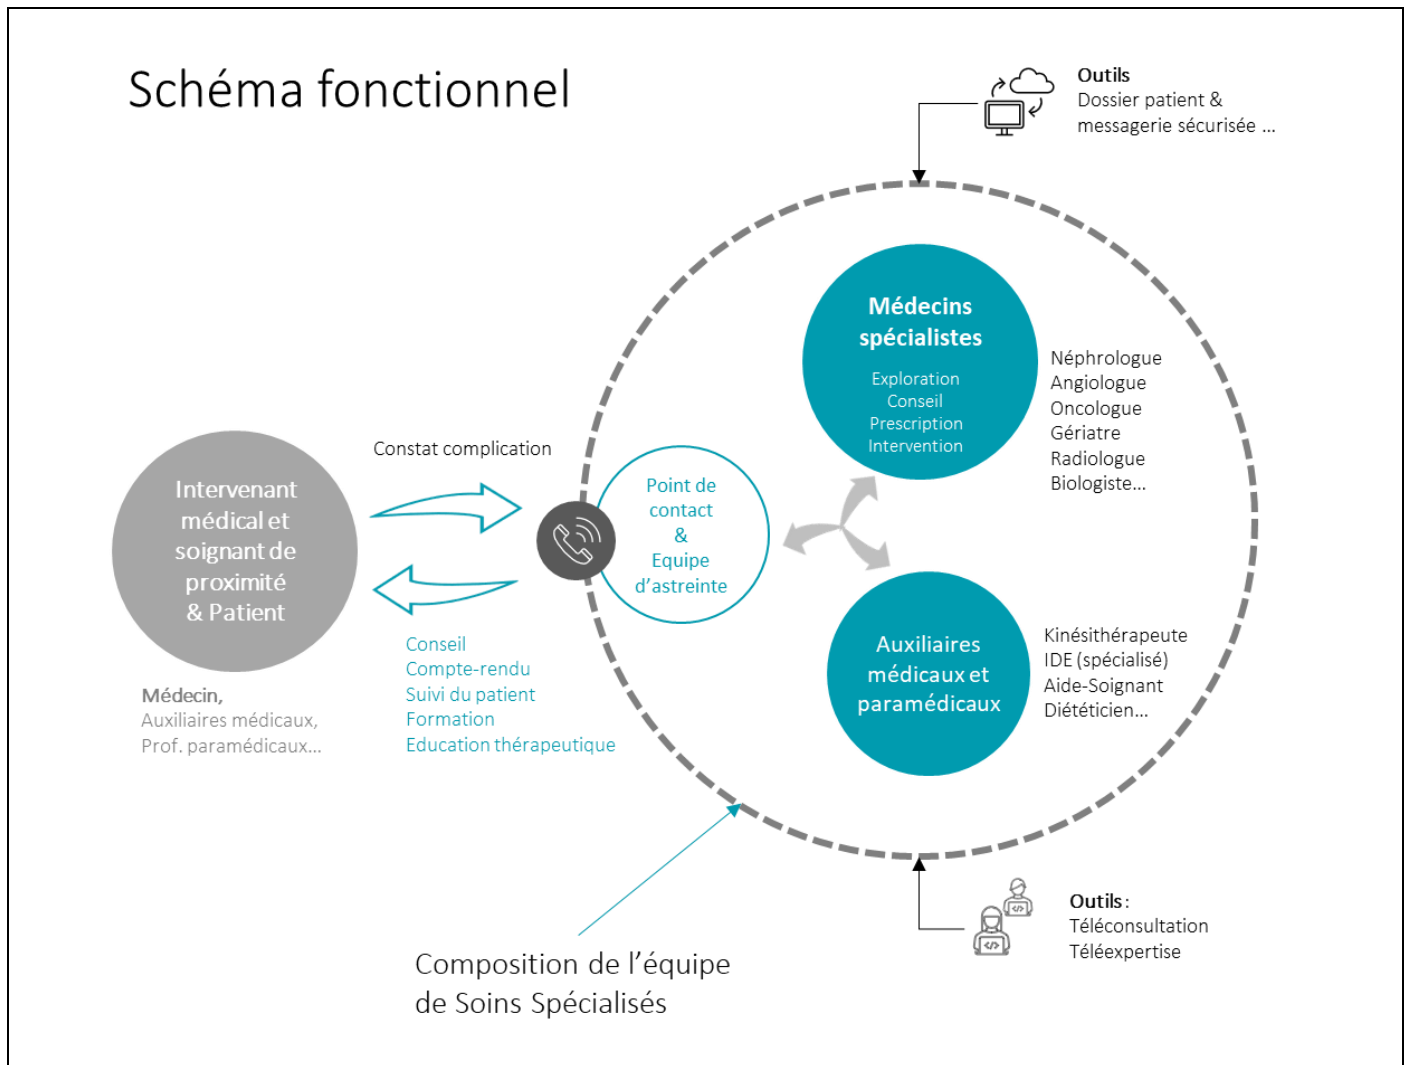 Schéma fonctionnel
Outils
Dossier patient &
messagerie sécurisée ...
Médecins
spécialistes
Exploration
Conseil
Prescription
Intervention
Néphrologue
Angiologue
Oncologue
Gériatre
Radiologue
Biologiste...
Constat complication
Intervenant
médical et
soignant de
proximité
& Patient
Point de
contact
&
Equipe
d’astreinte
Médecin,
Auxiliaires médicaux,
Prof. paramédicaux...
Conseil
Compte-rendu
Suivi du patient
Formation
Education thérapeutique
Auxiliaires
médicaux et
paramédicaux
Kinésithérapeute
IDE (spécialisé)
Aide-Soignant
Diététicien...
Outils :
Téléconsultation
Téléexpertise
Composition de l’équipe
de Soins Spécialisés